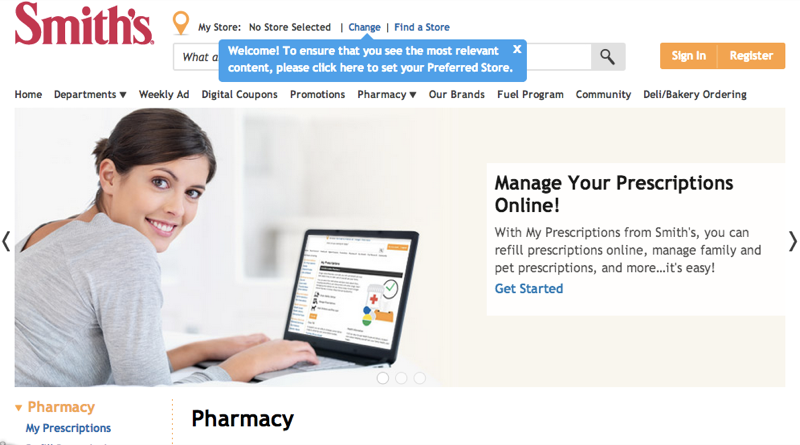 Smith's
My Store: No Store Selected | Change | Find a Store
What a
Welcome! To ensure that you see the most relevant X
content, please click here to set your Preferred Store.
Sign In Register
Home Departments ▼ Weekly Ad Digital Coupons Promotions Pharmacy ▼ Our Brands Fuel Program Community Deli/Bakery Ordering
Manage Your Prescriptions
Online!
With My Prescriptions from Smith's, you can
refill prescriptions online, manage family and
pet prescriptions, and more...it's easy!
Get Started
▼ Pharmacy
My Prescriptions
Pharmacy